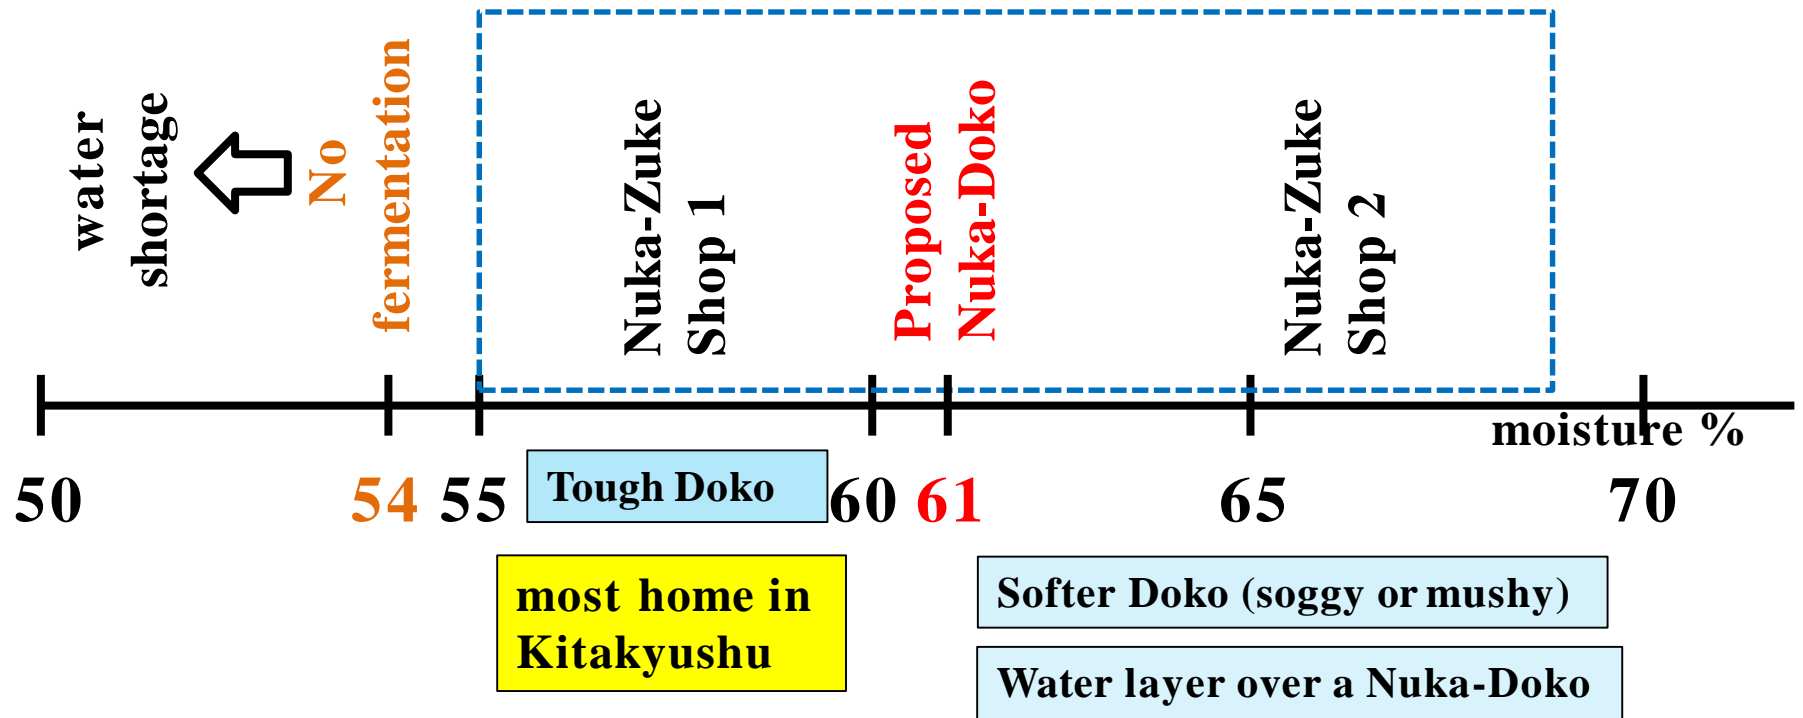 water
shortage
No
fermentation
Nuka-Zuke
Shop 1
Proposed
Nuka-Doko
Nuka-Zuke
Shop 2
moisture %
50
54
55
60
61
65
70
Tough Doko
most home in
Kitakyushu
Softer Doko (soggy or mushy)
Water layer over a Nuka-Doko